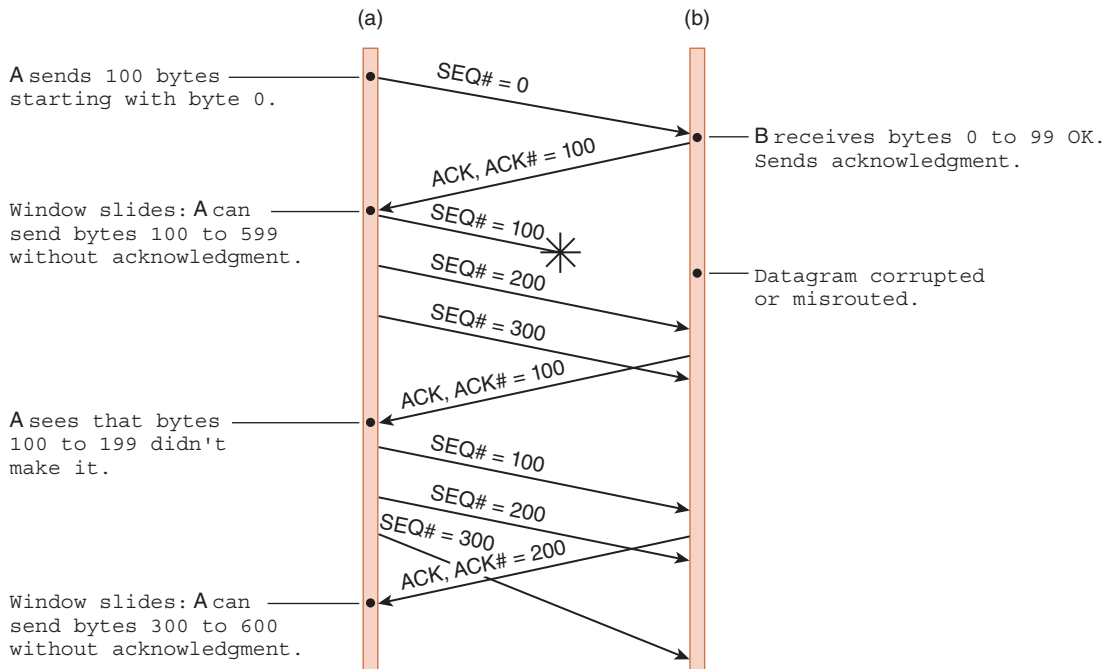 (a)
(b)
A sends 100 bytes
starting with byte 0.
SEQ# = 0
B receives bytes 0 to 99 OK.
Sends acknowledgment.
ACK, ACK# = 100
Window slides: A can
send bytes 100 to 599
without acknowledgment.
SEQ# = 100
SEQ# = 200
Datagram corrupted
or misrouted.
SEQ# = 300
ACK, ACK# = 100
A sees that bytes
100 to 199 didn't
make it.
SEQ# = 100
SEQ# = 200
SEQ# = 300
ACK, ACK# = 200
Window slides: A can
send bytes 300 to 600
without acknowledgment.